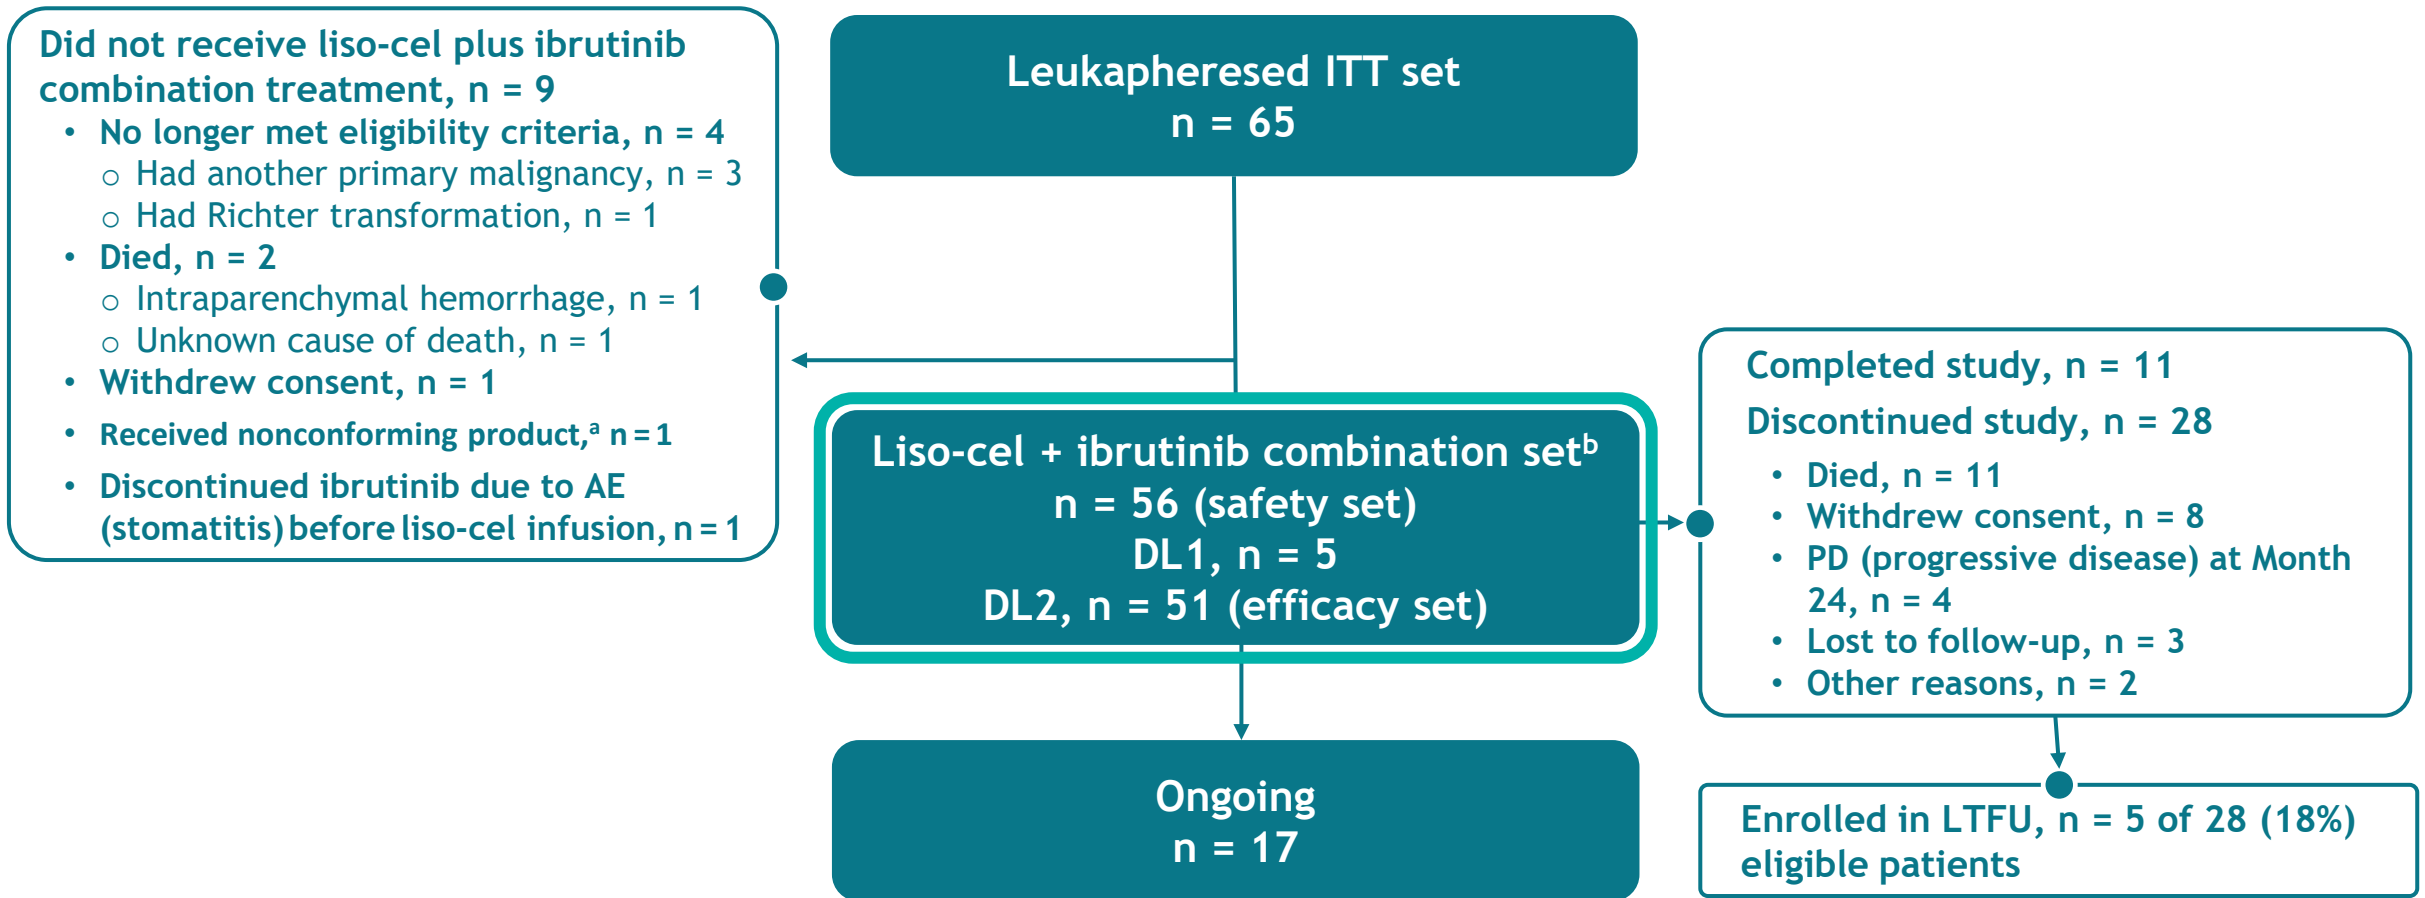 Did not receive liso-cel plus ibrutinib
combination treatment, n = 9
• No longer met eligibility criteria, n = 4
○ Had another primary malignancy, n = 3
○ Had Richter transformation, n = 1
• Died, n = 2
○ Intraparenchymal hemorrhage, n = 1
○ Unknown cause of death, n = 1
• Withdrew consent, n = 1
• Received nonconforming product,ᵃ n = 1
• Discontinued ibrutinib due to AE
(stomatitis) before liso-cel infusion, n = 1
Leukapheresed ITT set
n = 65
Liso-cel + ibrutinib combination setᵇ
n = 56 (safety set)
DL1, n = 5
DL2, n = 51 (efficacy set)
Ongoing
n = 17
Completed study, n = 11
Discontinued study, n = 28
• Died, n = 11
• Withdrew consent, n = 8
• PD (progressive disease) at Month
24, n = 4
• Lost to follow-up, n = 3
• Other reasons, n = 2
Enrolled in LTFU, n = 5 of 28 (18%)
eligible patients